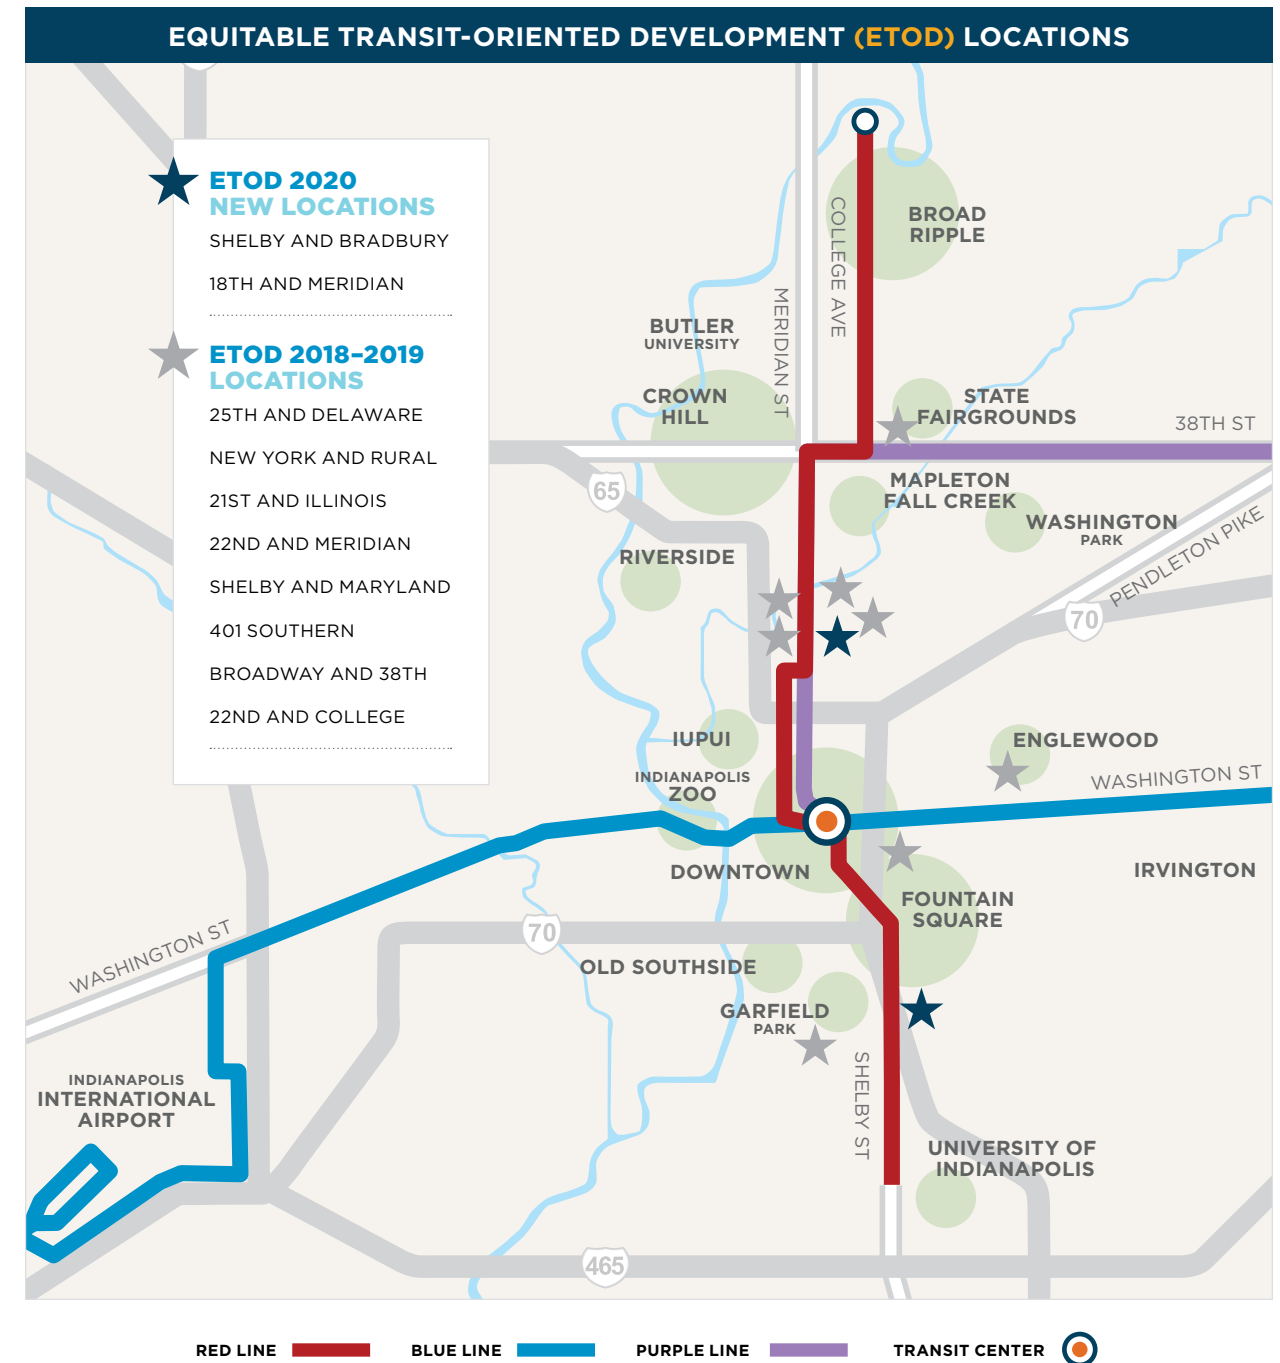 EQUITABLE TRANSIT-ORIENTED DEVELOPMENT (ETOD) LOCATIONS
ETOD 2020
NEW LOCATIONS
SHELBY AND BRADBURY
18TH AND MERIDIAN
ETOD 2018–2019
LOCATIONS
25TH AND DELAWARE
NEW YORK AND RURAL
21ST AND ILLINOIS
22ND AND MERIDIAN
SHELBY AND MARYLAND
401 SOUTHERN
BROADWAY AND 38TH
22ND AND COLLEGE
COLLEGE AVE
BROAD
RIPPLE
MERIDIAN ST
BUTLER
UNIVERSITY
CROWN
HILL
STATE
FAIRGROUNDS
38TH ST
65
MAPLETON
FALL CREEK
WASHINGTON
PARK
PENDLETON PIKE
RIVERSIDE
70
IUPUI
ENGLEWOOD
INDIANAPOLIS
ZOO
WASHINGTON ST
DOWNTOWN
IRVINGTON
FOUNTAIN
SQUARE
WASHINGTON ST
70
OLD SOUTHSIDE
GARFIELD
PARK
SHELBY ST
INDIANAPOLIS
INTERNATIONAL
AIRPORT
UNIVERSITY OF
INDIANAPOLIS
465
RED LINE
BLUE LINE
PURPLE LINE
TRANSIT CENTER